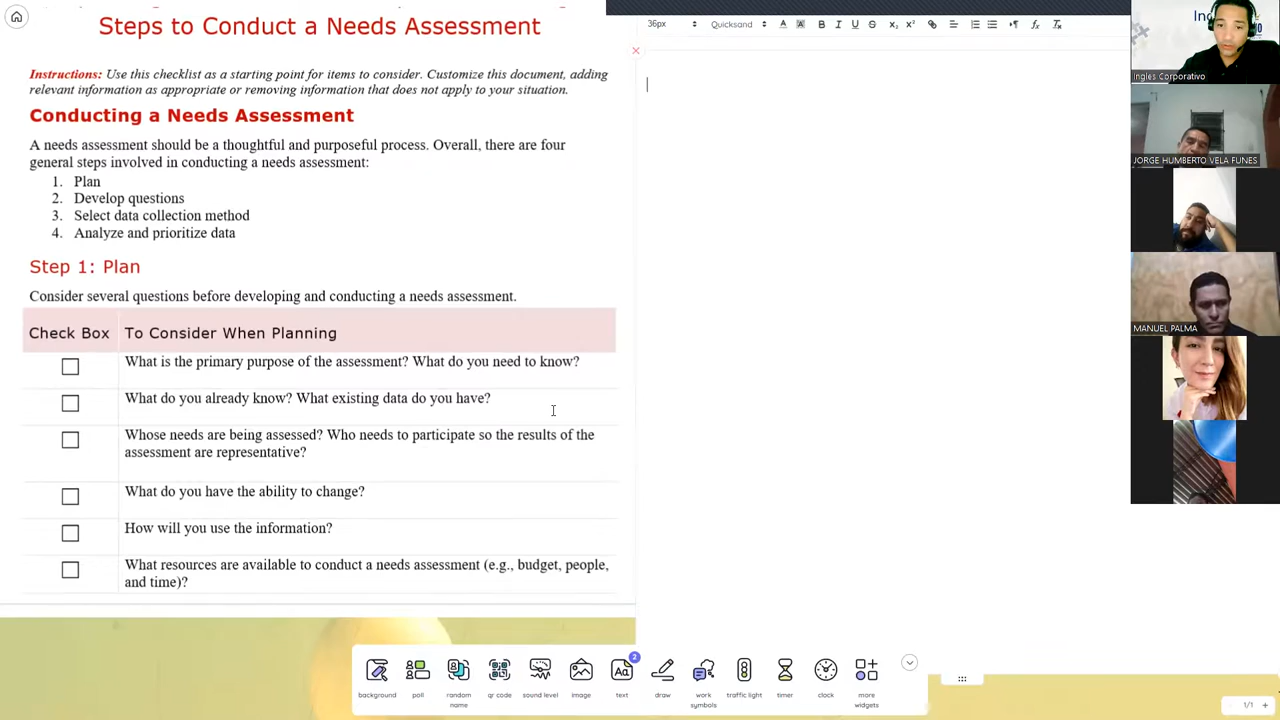 Steps to Conduct a Needs Assessment
Instructions: Use this checklist as a starting point for items to consider. Customize this document, adding
relevant information as appropriate or removing information that does not apply to your situation.
Conducting a Needs Assessment
A needs assessment should be a thoughtful and purposeful process. Overall, there are four
general steps involved in conducting a needs assessment:
1. Plan
2. Develop questions
3. Select data collection method
4. Analyze and prioritize data
Step 1: Plan
Consider several questions before developing and conducting a needs assessment.
Check Box To Consider When Planning
What is the primary purpose of the assessment? What do you need to know?
What do you already know? What existing data do you have?
Whose needs are being assessed? Who needs to participate so the results of the
assessment are representative?
What do you have the ability to change?
How will you use the information?
What resources are available to conduct a needs assessment (e.g., budget, people,
and time)?
36px Quicksand A A B I U S x₂ x² fx Tx
Ingles Corporativo
JORGE HUMBERTO VELA FUNES
MANUEL PALMA
2
Aa
background poll random name qr code sound level image text draw work symbols traffic light timer clock more widgets
1/1